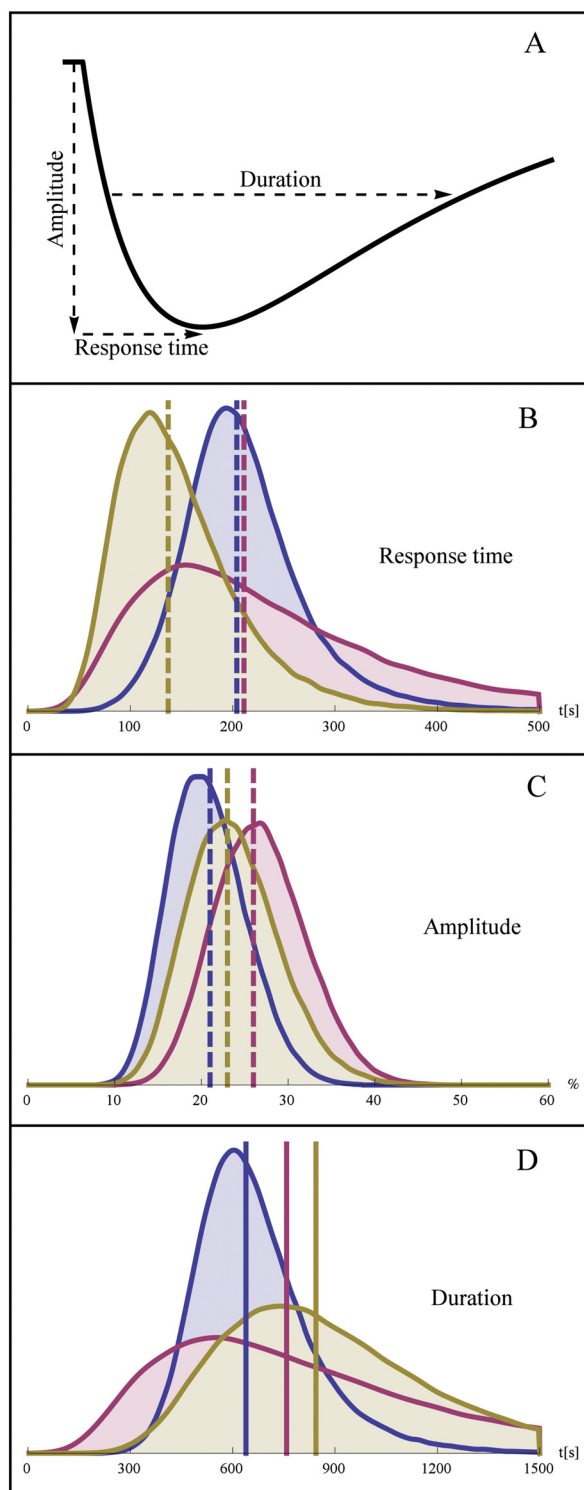 A
Amplitude
Duration
Response time
B
Response time
0 100 200 300 400 500 t[s]
C
Amplitude
0 10 20 30 40 50 60 %
D
Duration
0 300 600 900 1200 1500 t[s]